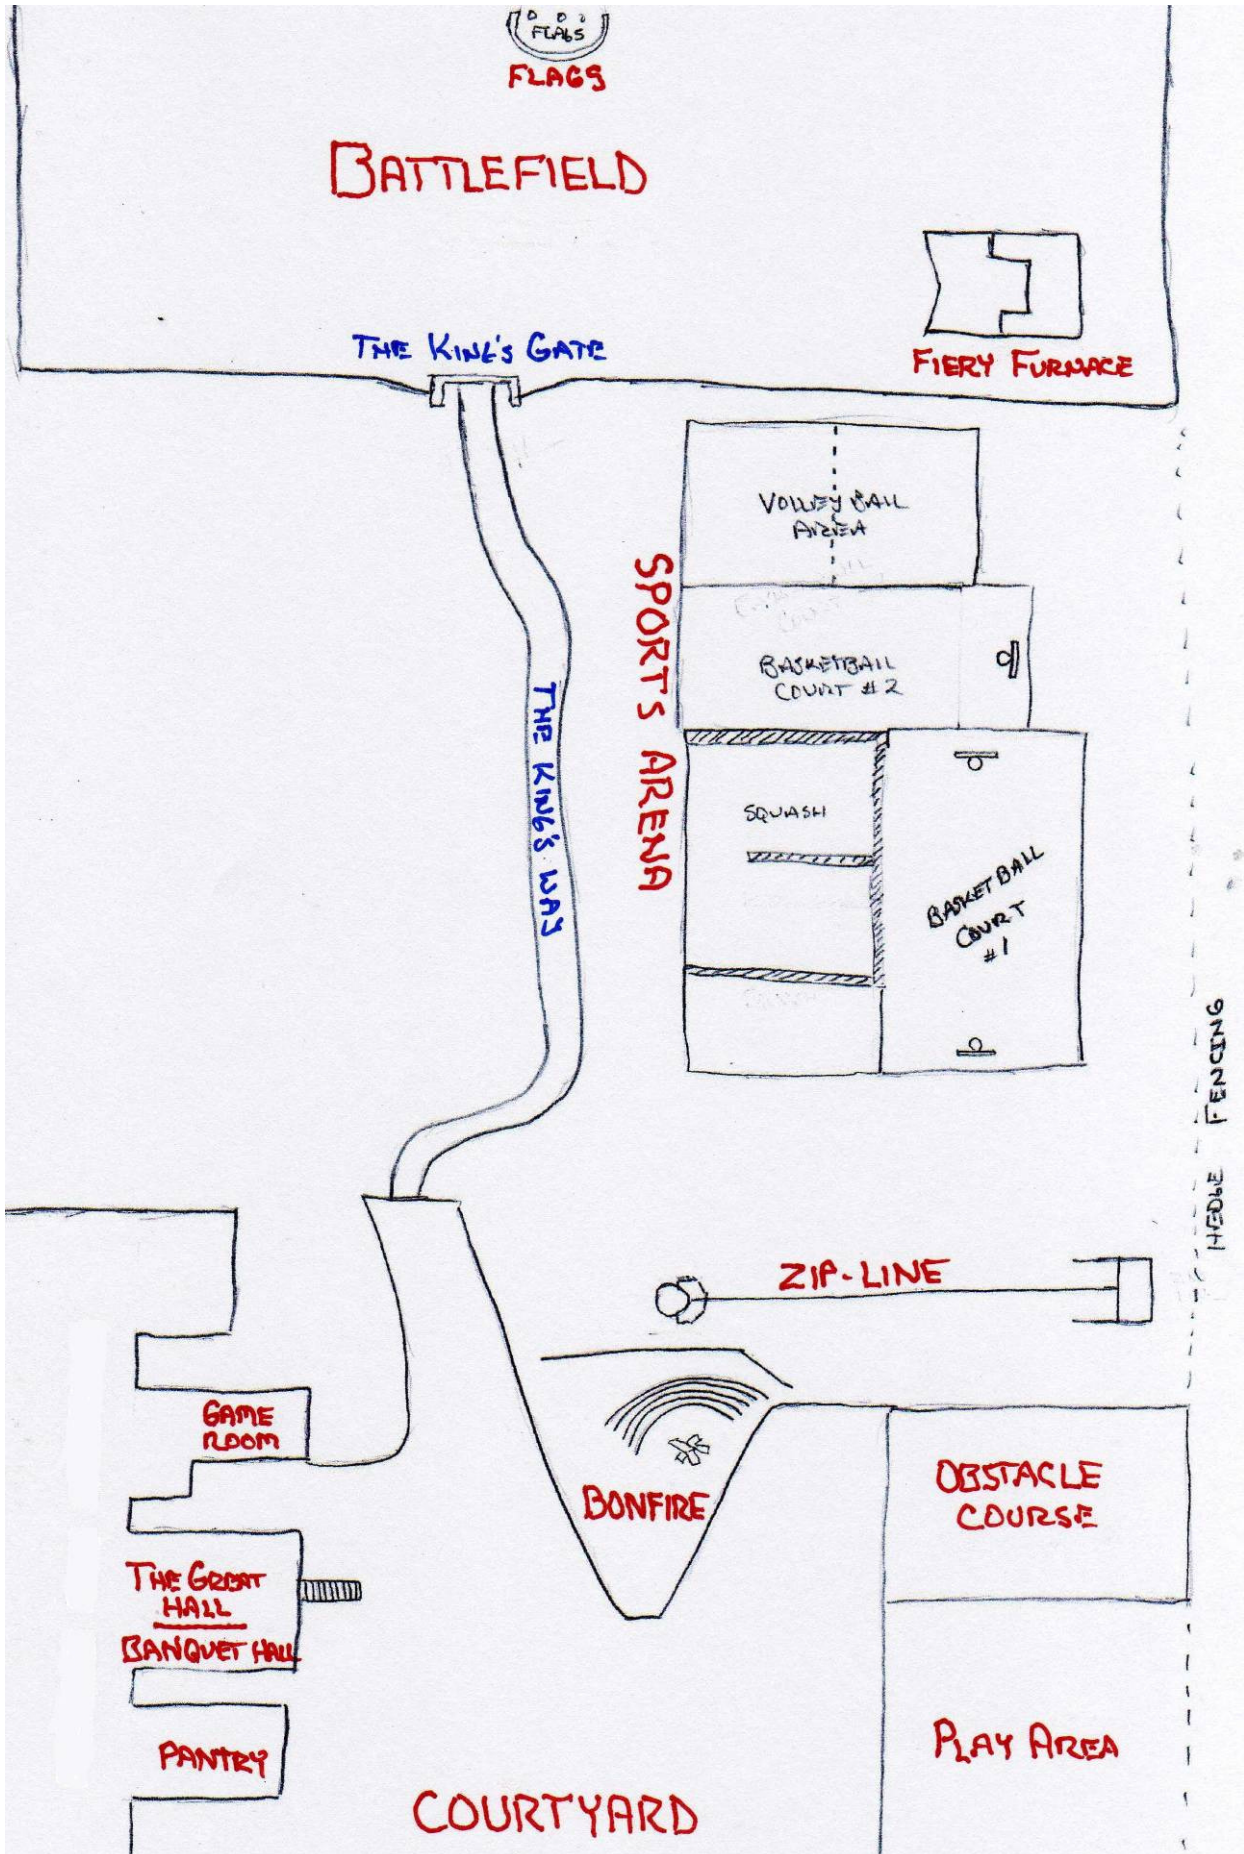 FLAGS
FLAGS
BATTLEFIELD
THE KING'S GATE
FIERY FURNACE
VOLLEY BALL
AREA
SPORTS ARENA
BASKETBALL
COURT #2
THE KING'S WAY
SQUASH
BASKETBALL
COURT
#1
HEDGE FENCING
ZIP-LINE
GAME
ROOM
BONFIRE
OBSTACLE
COURSE
THE GREAT
HALL
BANQUET HALL
PANTRY
PLAY AREA
COURTYARD